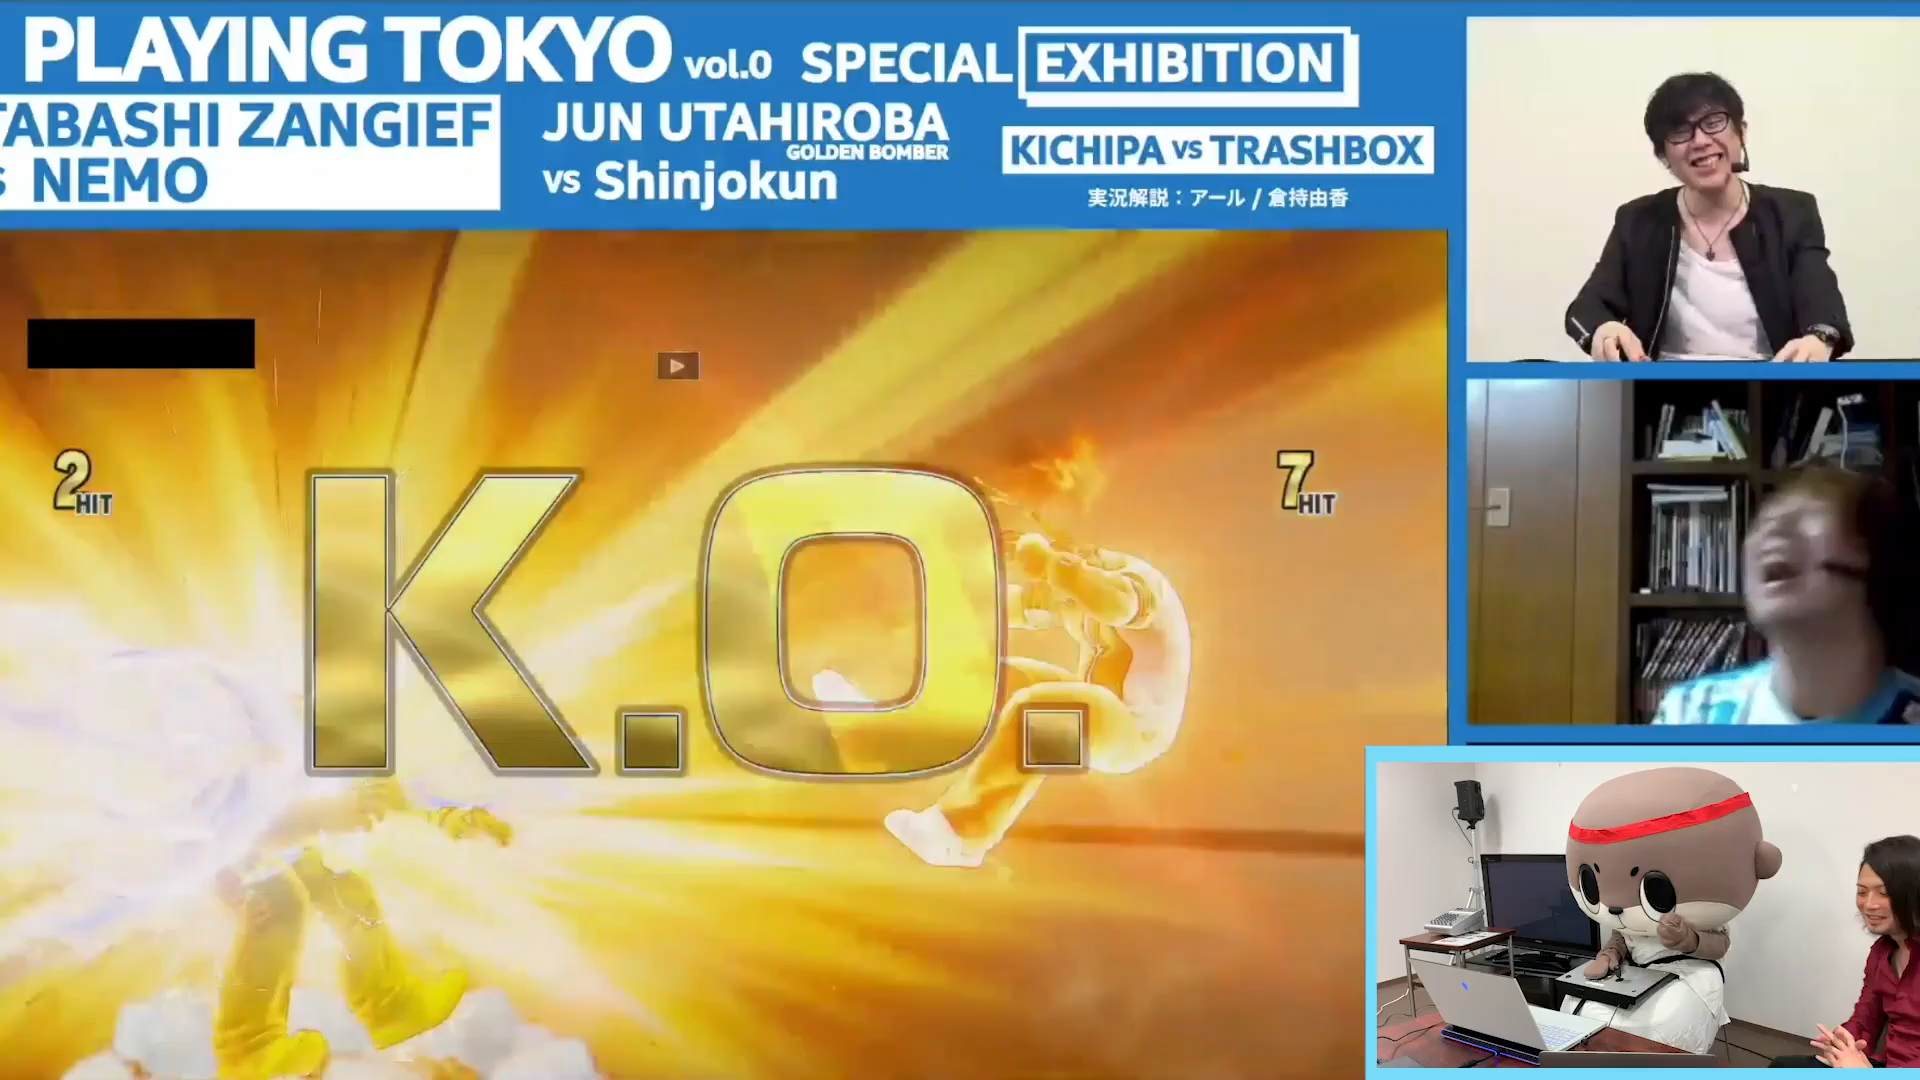 PLAYING TOKYO vol.0 SPECIAL EXHIBITION
TABASHI ZANGIEF
NEMO
JUN UTAHIROBA
GOLDEN BOMBER
vs Shinjokun
KICHIPA vs TRASHBOX
実況解説：アール / 倉持由香
2 HIT
7 HIT
K.O.